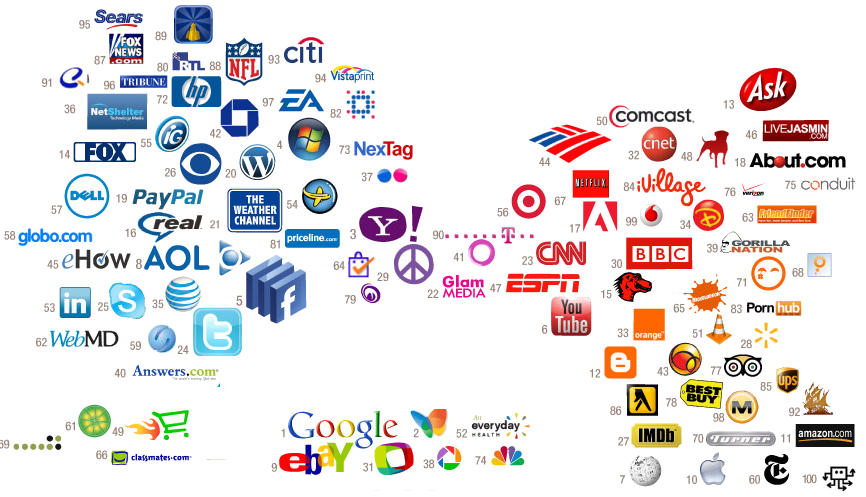 95 Sears
89
87 FOX NEWS .com
80 RTL
88 NFL
93 citi
94 Vistaprint
91
96 TRIBUNE
72 hp
97 EA
82
36 NetShelter
Technology Media
55 iG
42
4
73 NexTag
14 FOX
26
20 W
37
57 DELL
19 PayPal
16 real
21 THE WEATHER CHANNEL
54
58 globo.com
81 priceline.com
3 Y!
90 T
45 eHow
8 AOL
5 f
64
29
41
79
22 Glam MEDIA
53 in
25 S
35
62 WebMD
59
24 t
40 Answers.com
13 Ask
50 COMCAST.
32 cnet
48
46 LIVEJASMIN .COM
44
18 About.com
67 NETFLIX
84 iVillage
76 verizon
75 conduit
56
17
99
34
63 FriendFinder
23 CNN
30 BBC
39 GORILLA NATION
71
68
47 ESPN
15
65 nickelodeon
83 Porn hub
6 You Tube
33 orange
51
28
12
43
77
85 ups
86
78 BEST BUY
98 M
92
27 IMDb
70 Turner
11 amazon.com
7
10
60
100
69
61
49
66 classmates.com
1 Google
2
52 An everyday HEALTH
9 ebaY
31
38
74